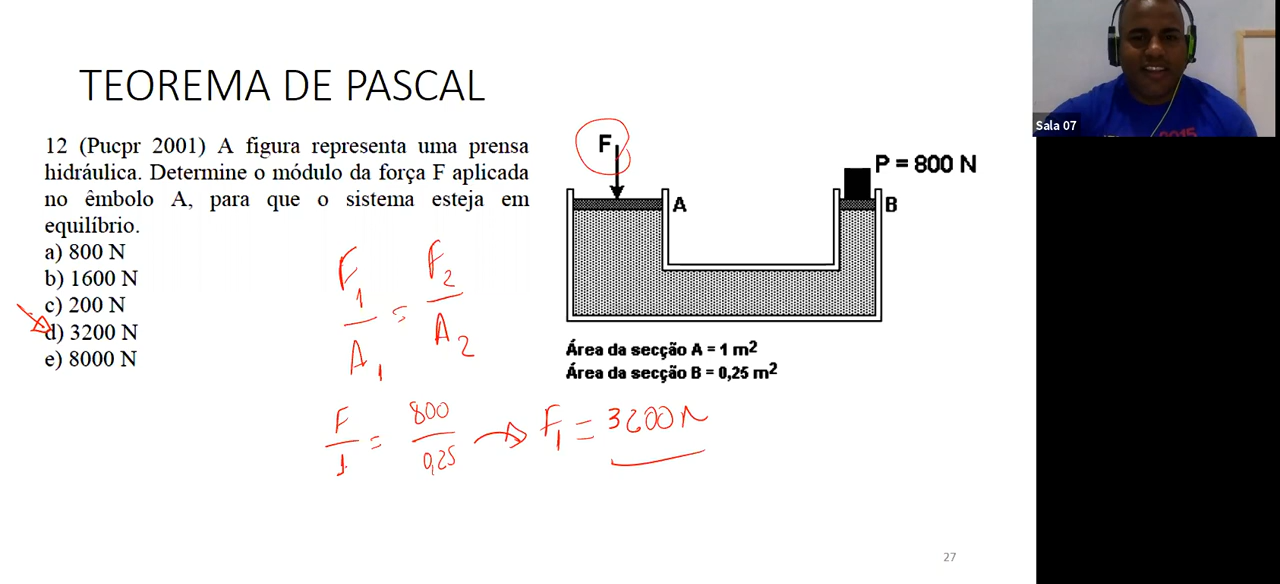 TEOREMA DE PASCAL
12 (Pucpr 2001) A figura representa uma prensa
hidráulica. Determine o módulo da força F aplicada
no êmbolo A, para que o sistema esteja em
equilíbrio.
a) 800 N
b) 1600 N
c) 200 N
d) 3200 N
e) 8000 N
F
A
P = 800 N
B
Área da secção A = 1 m²
Área da secção B = 0,25 m²
F₁/A₁ = F₂/A₂
F/1 = 800/0,25 → F₁ = 3200 N
27
Sala 07
2015